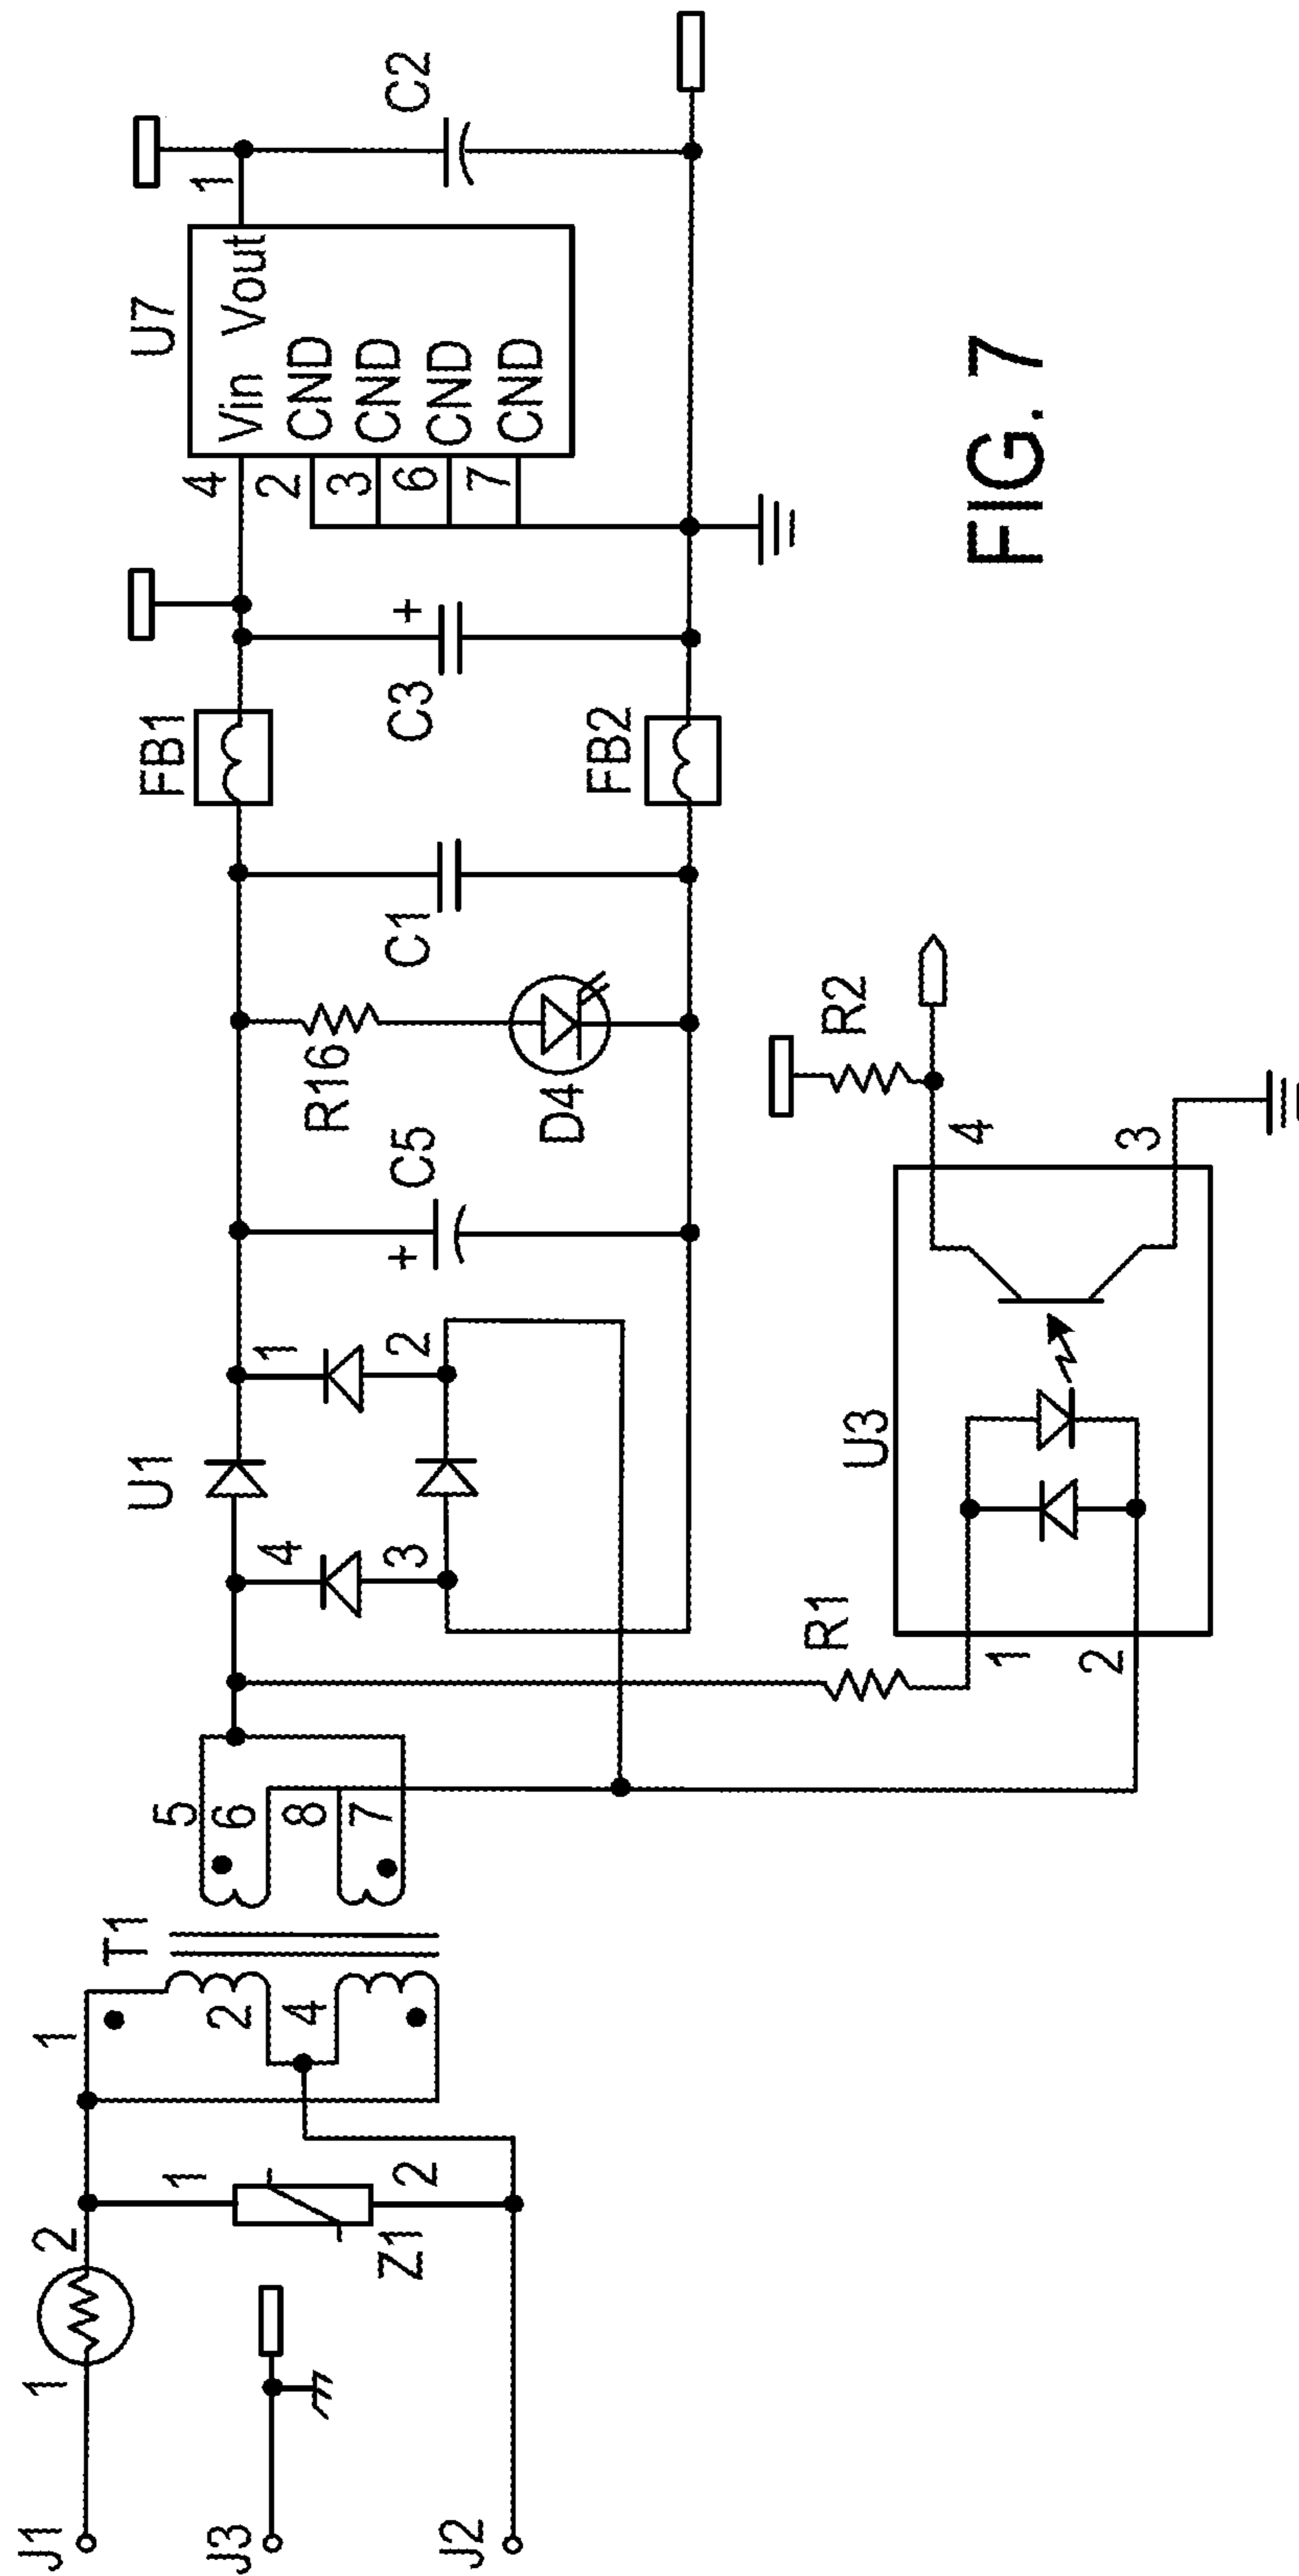 J1
1
2
J3
J2
1
Z1
2
1
T1
2
4
5
6
8
7
U1
4
1
3
2
R1
U3
1
2
4
3
R2
+
C5
R16
D4
C1
FB1
FB2
C3
+
U7
4
Vin Vout
1
2
CND
3
CND
6
CND
7
CND
C2
FIG. 7